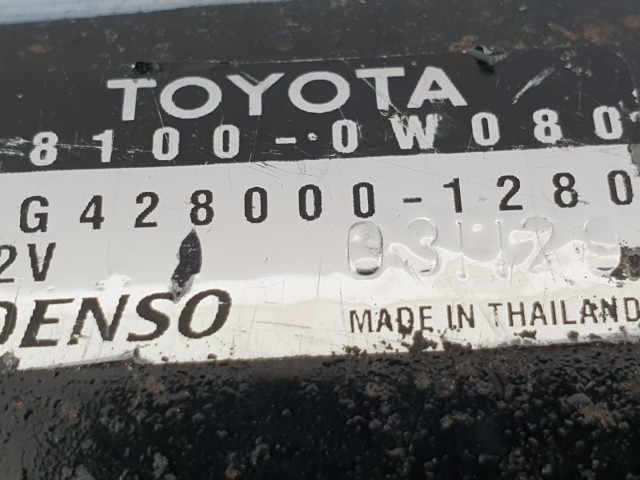 TOYOTA
8100-0W080
G428000-1280
2V
DENSO MADE IN THAILAND